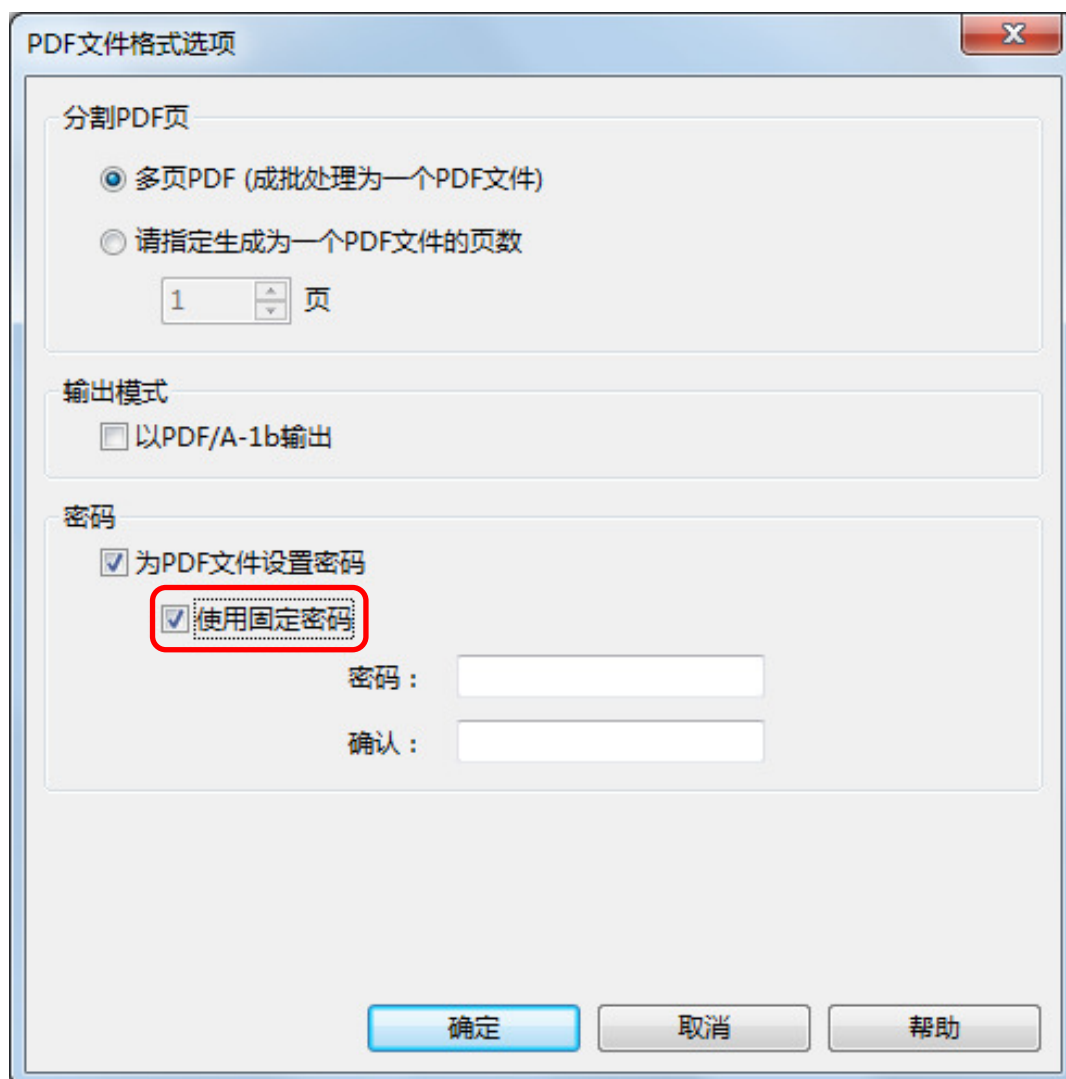 PDF文件格式选项
分割PDF页
多页PDF (成批处理为一个PDF文件)
请指定生成为一个PDF文件的页数
1 页
输出模式
以PDF/A-1b输出
密码
为PDF文件设置密码
使用固定密码
密码：
确认：
确定 取消 帮助